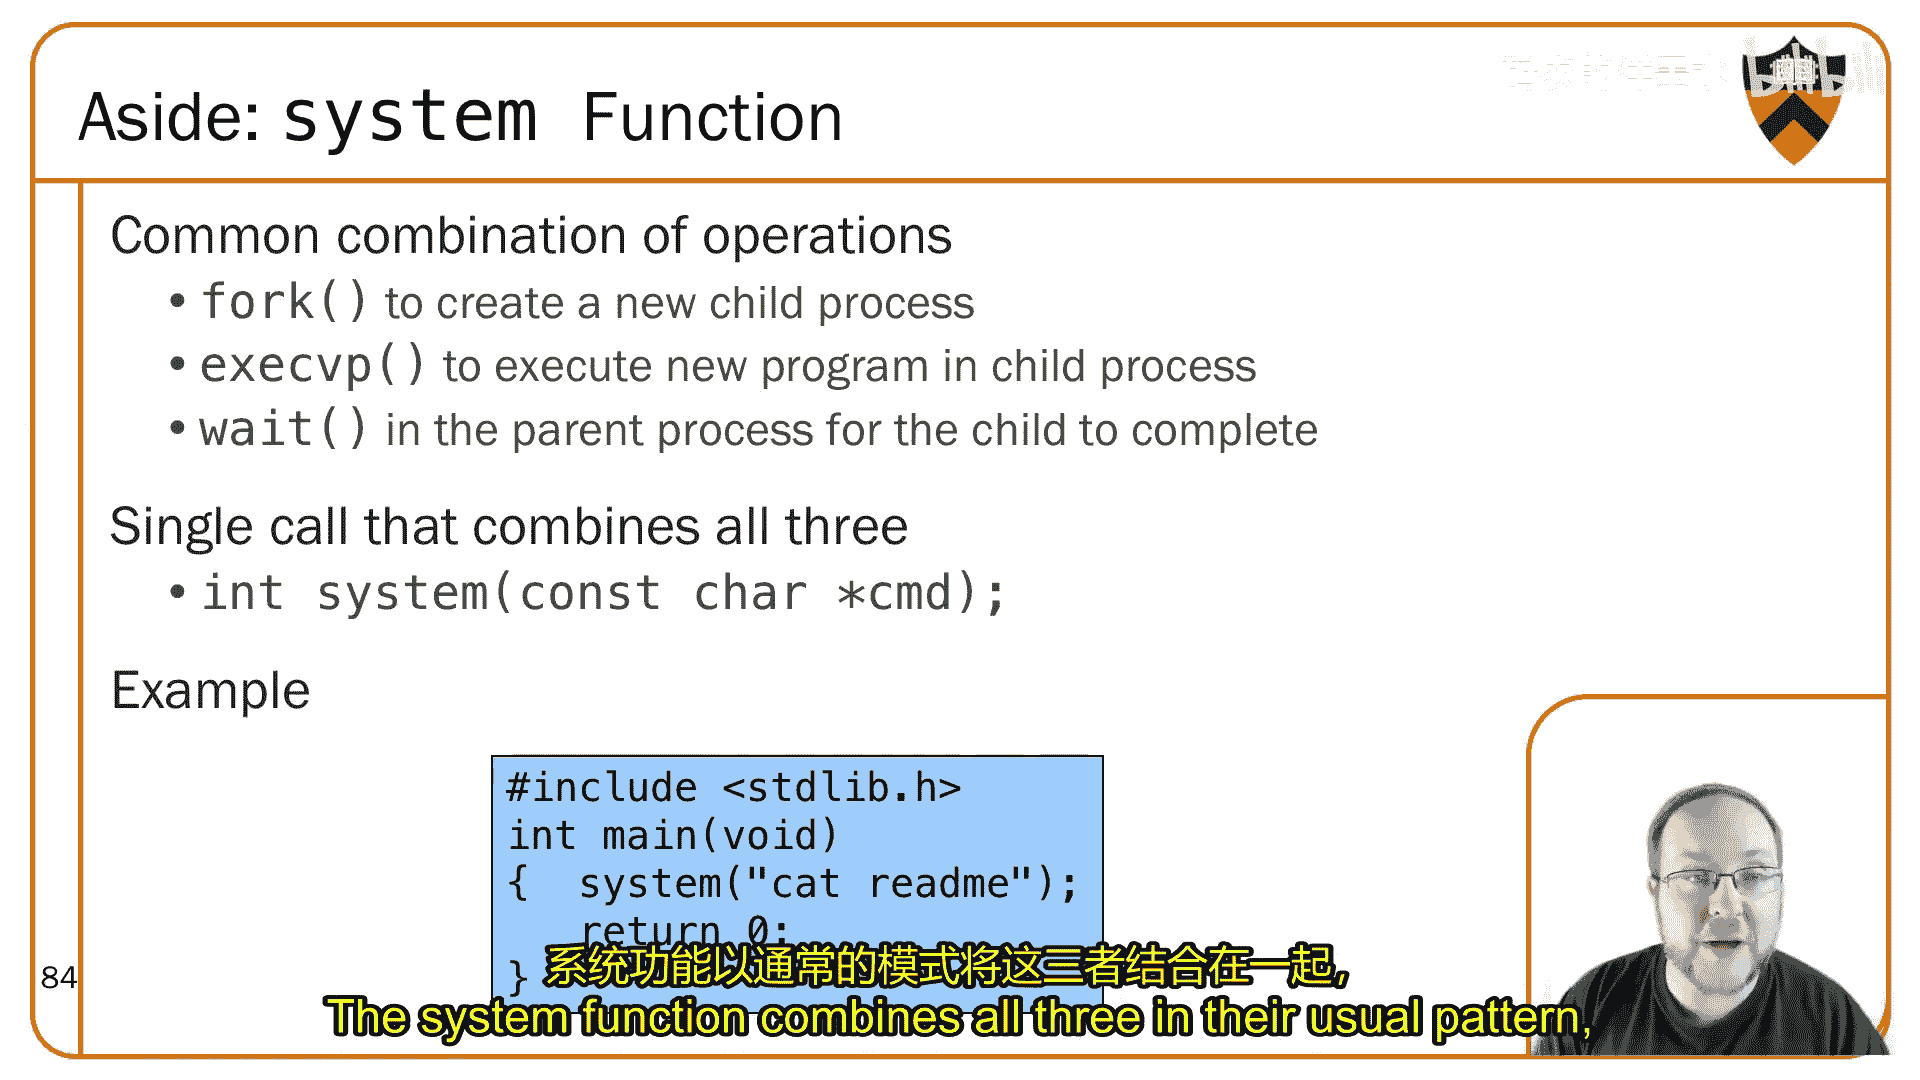 Aside: system Function
Common combination of operations
• fork() to create a new child process
• execvp() to execute new program in child process
• wait() in the parent process for the child to complete
Single call that combines all three
• int system(const char *cmd);
Example
#include <stdlib.h>
int main(void)
{ system("cat readme");
return 0;
}
84
系统功能以通常的模式将这三者结合在一起，
The system function combines all three in their usual pattern,